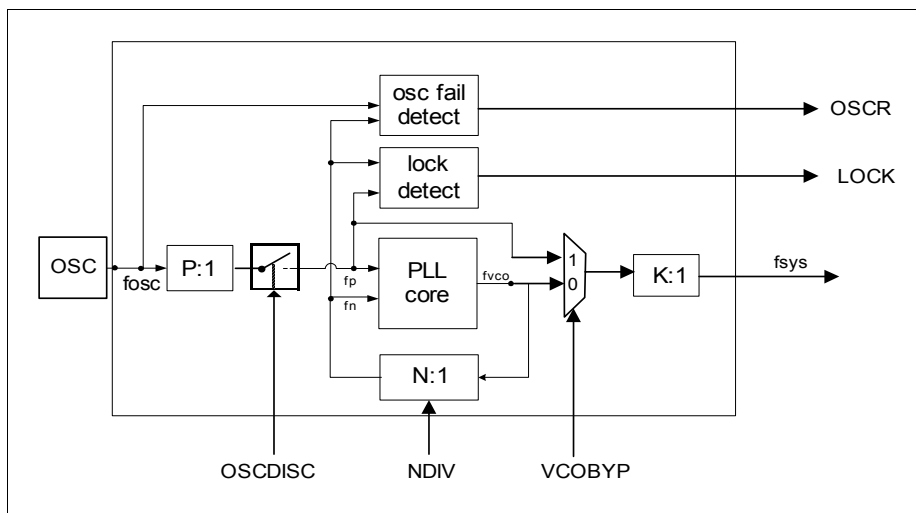 osc fail
detect
OSCR
lock
detect
LOCK
OSC
fosc
P:1
fp
fn
PLL
core
fvco
1
0
K:1
fsys
N:1
OSCDISC
NDIV
VCOBYP